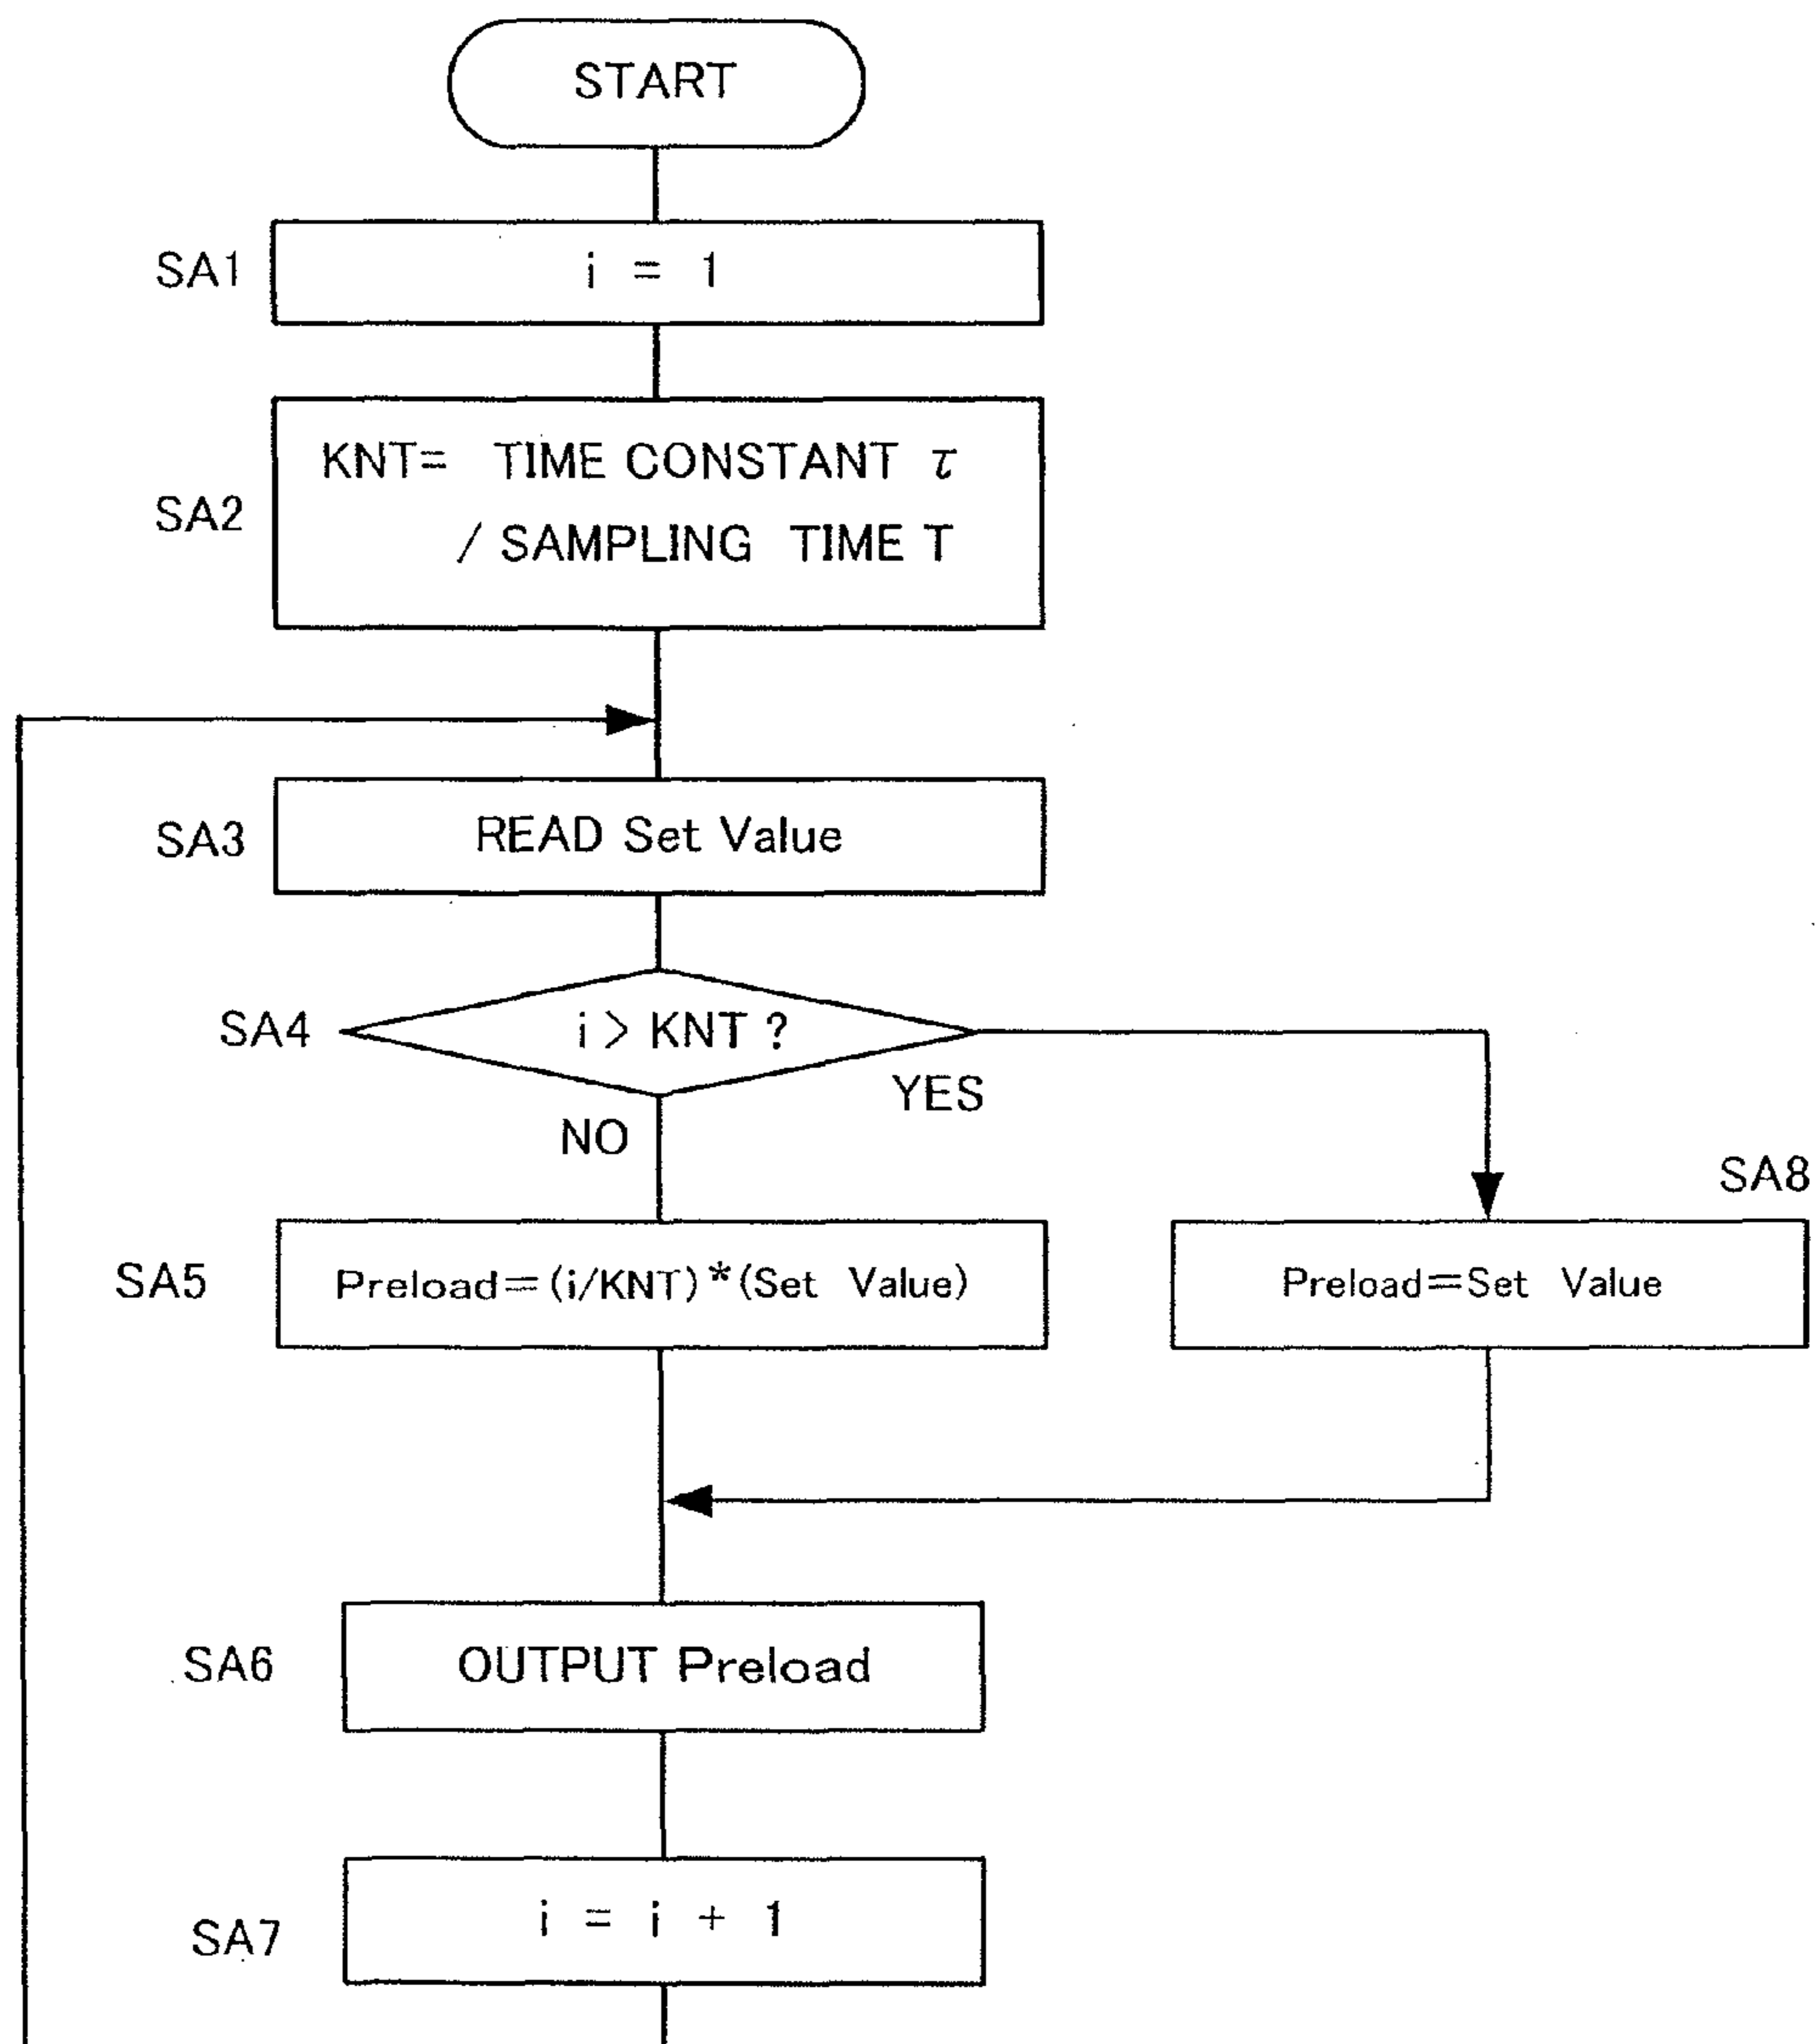 START
SA1
i = 1
SA2
KNT= TIME CONSTANT τ
/ SAMPLING TIME T
SA3
READ Set Value
SA4
i > KNT ?
YES
NO
SA8
SA5
Preload=(i/KNT)*(Set Value)
Preload=Set Value
SA6
OUTPUT Preload
SA7
i = i + 1